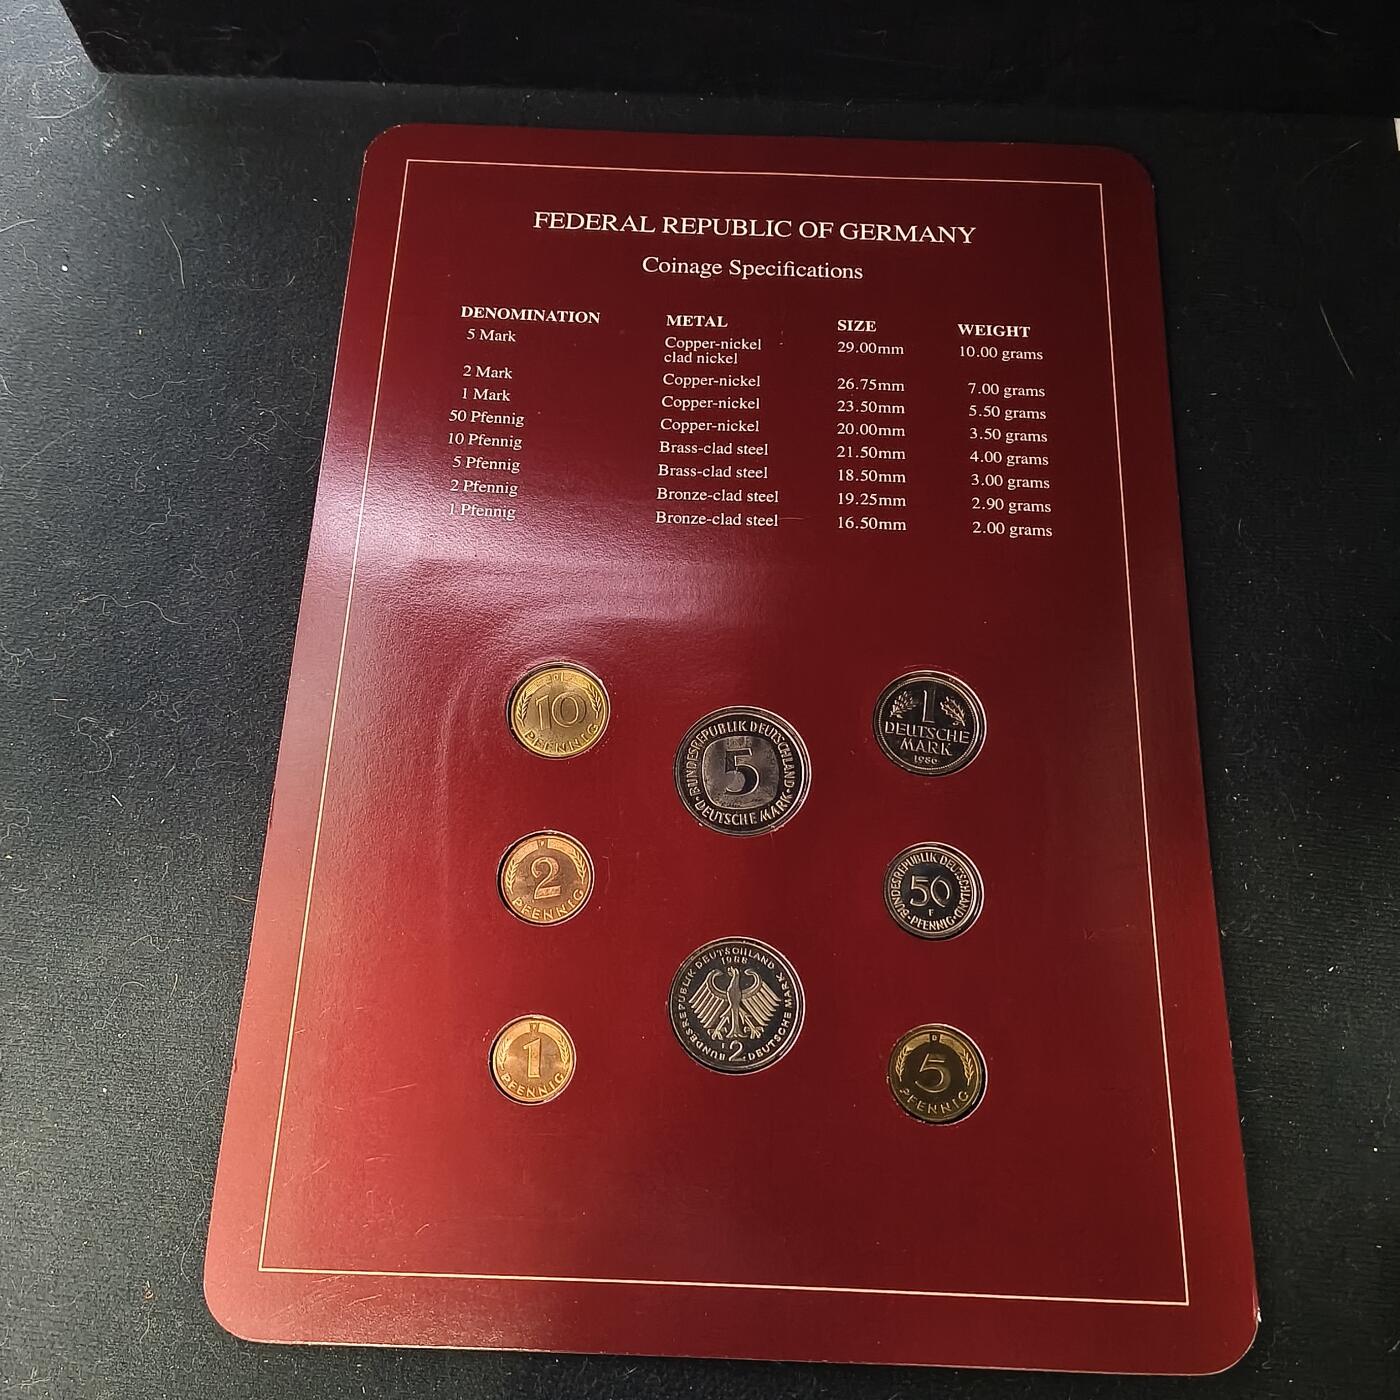 FEDERAL REPUBLIC OF GERMANY
Coinage Specifications
DENOMINATION METAL SIZE WEIGHT
5 Mark Copper-nickel clad nickel 29.00mm 10.00 grams
2 Mark Copper-nickel 26.75mm 7.00 grams
1 Mark Copper-nickel 23.50mm 5.50 grams
50 Pfennig Copper-nickel 20.00mm 3.50 grams
10 Pfennig Brass-clad steel 21.50mm 4.00 grams
5 Pfennig Brass-clad steel 18.50mm 3.00 grams
2 Pfennig Bronze-clad steel 19.25mm 2.90 grams
1 Pfennig Bronze-clad steel 16.50mm 2.00 grams
10
PFENNIG
BUNDESREPUBLIK DEUTSCHLAND
5
DEUTSCHE MARK
1
DEUTSCHE
MARK
1986
2
PFENNIG
BUNDESREPUBLIK DEUTSCHLAND
50
F
PFENNIG
BUNDESREPUBLIK DEUTSCHLAND
1988
2
DEUTSCHE MARK
1
PFENNIG
D
5
PFENNIG